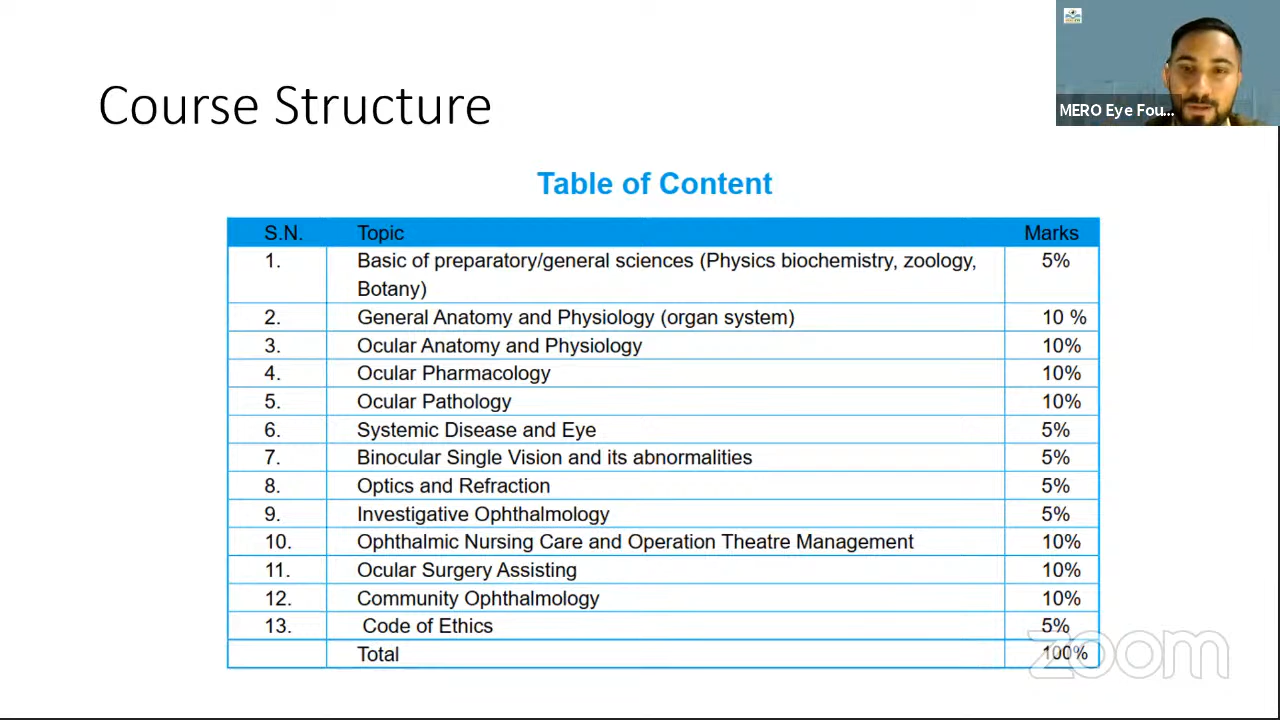 MERO Eye Fou...
Course Structure
Table of Content
S.N. Topic Marks
1. Basic of preparatory/general sciences (Physics biochemistry, zoology, 5%
Botany)
2. General Anatomy and Physiology (organ system) 10 %
3. Ocular Anatomy and Physiology 10%
4. Ocular Pharmacology 10%
5. Ocular Pathology 10%
6. Systemic Disease and Eye 5%
7. Binocular Single Vision and its abnormalities 5%
8. Optics and Refraction 5%
9. Investigative Ophthalmology 5%
10. Ophthalmic Nursing Care and Operation Theatre Management 10%
11. Ocular Surgery Assisting 10%
12. Community Ophthalmology 10%
13. Code of Ethics 5%
Total 100%
zoom